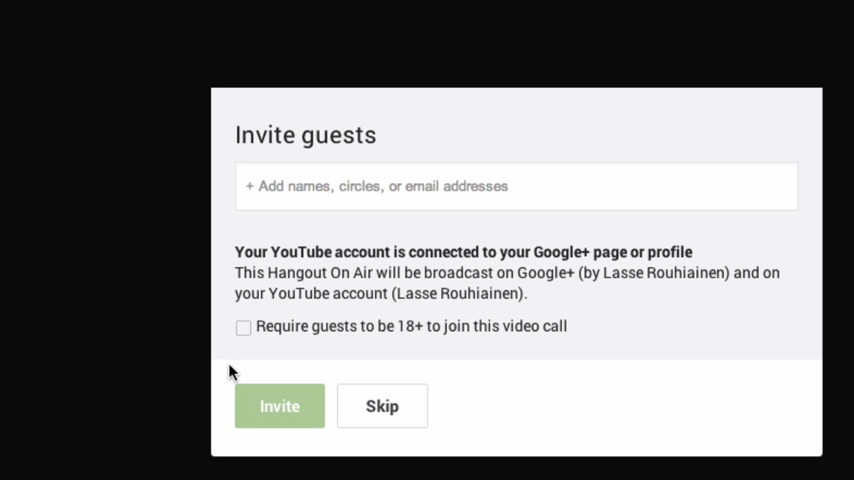 Invite guests
+ Add names, circles, or email addresses
Your YouTube account is connected to your Google+ page or profile
This Hangout On Air will be broadcast on Google+ (by Lasse Rouhiainen) and on
your YouTube account (Lasse Rouhiainen).
Require guests to be 18+ to join this video call
Invite
Skip